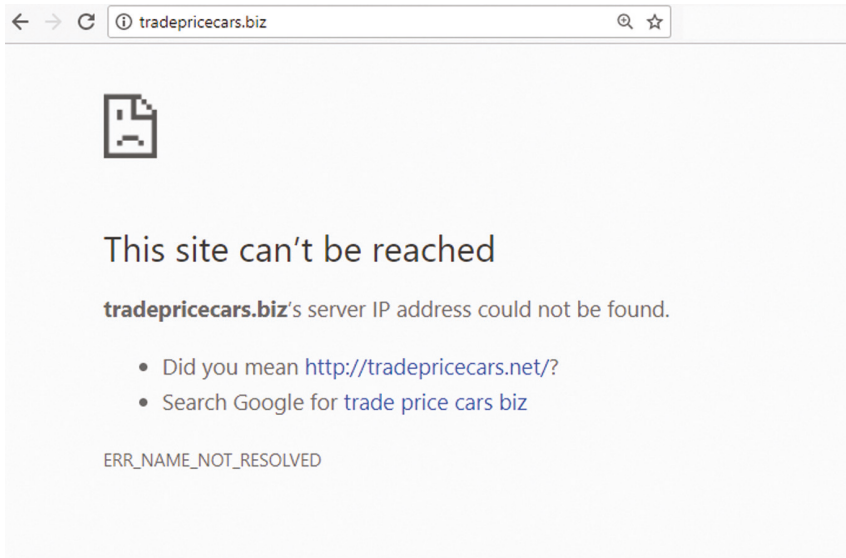 tradepricecars.biz
This site can’t be reached
tradepricecars.biz’s server IP address could not be found.
Did you mean http://tradepricecars.net/?
Search Google for trade price cars biz
ERR_NAME_NOT_RESOLVED